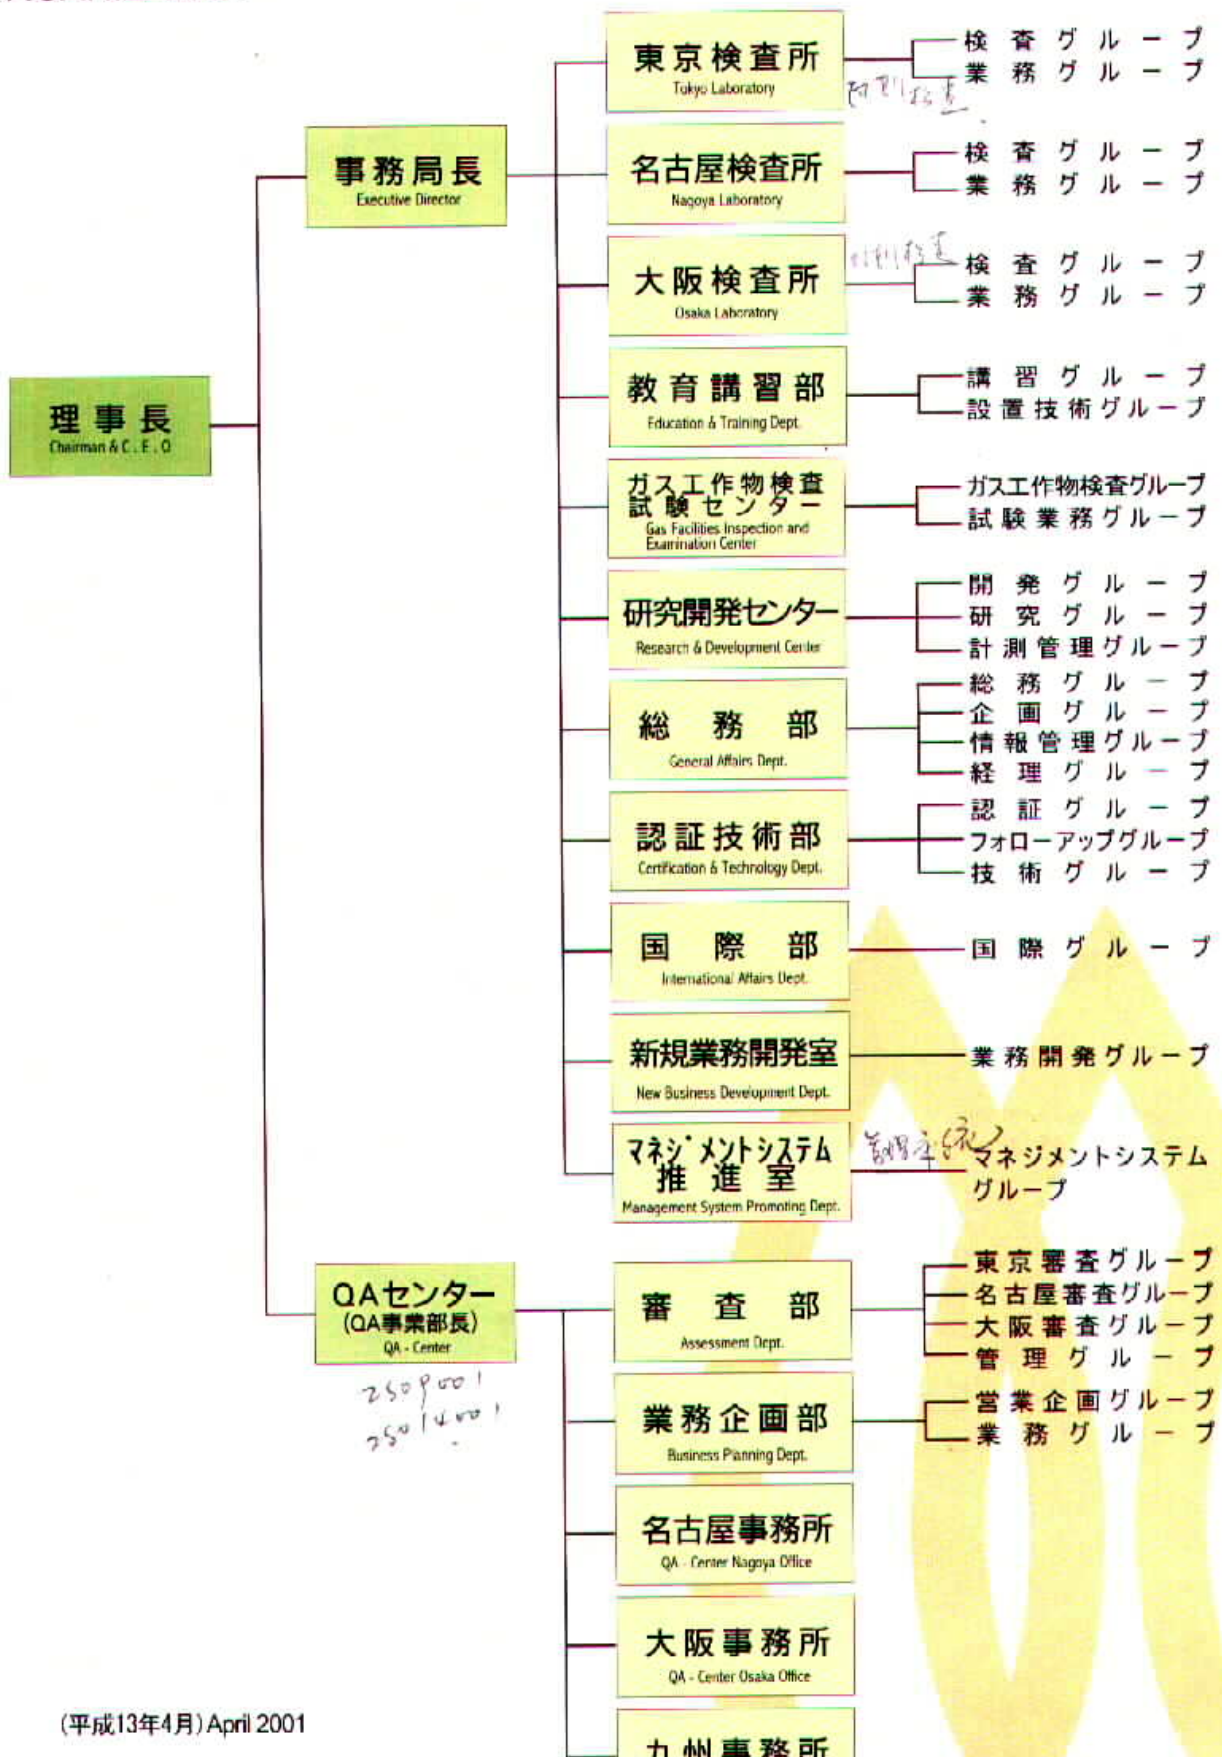 東京検査所
Tokyo Laboratory
検査グループ
業務グループ
事務局長
Executive Director
名古屋検査所
Nagoya Laboratory
検査グループ
業務グループ
大阪検査所
Osaka Laboratory
検査グループ
業務グループ
理事長
Chairman & C.E.O
教育講習部
Education & Training Dept.
講習グループ
設置技術グループ
ガス工作物検査
試験センター
Gas Facilities Inspection and
Examination Center
ガス工作物検査グループ
試験業務グループ
研究開発センター
Research & Development Center
開発グループ
研究グループ
計測管理グループ
総務部
General Affairs Dept.
総務グループ
企画グループ
情報管理グループ
経理グループ
認証技術部
Certification & Technology Dept.
認証グループ
フォローアップグループ
技術グループ
国際部
International Affairs Dept.
国際グループ
新規業務開発室
New Business Development Dept.
業務開発グループ
マネジメントシステム
推進室
Management System Promoting Dept.
マネジメントシステム
グループ
QAセンター
(QA事業部長)
QA - Center
審査部
Assessment Dept.
東京審査グループ
名古屋審査グループ
大阪審査グループ
管理グループ
業務企画部
Business Planning Dept.
営業企画グループ
業務グループ
名古屋事務所
QA - Center Nagoya Office
大阪事務所
QA - Center Osaka Office
九州事務所
(平成13年4月) April 2001